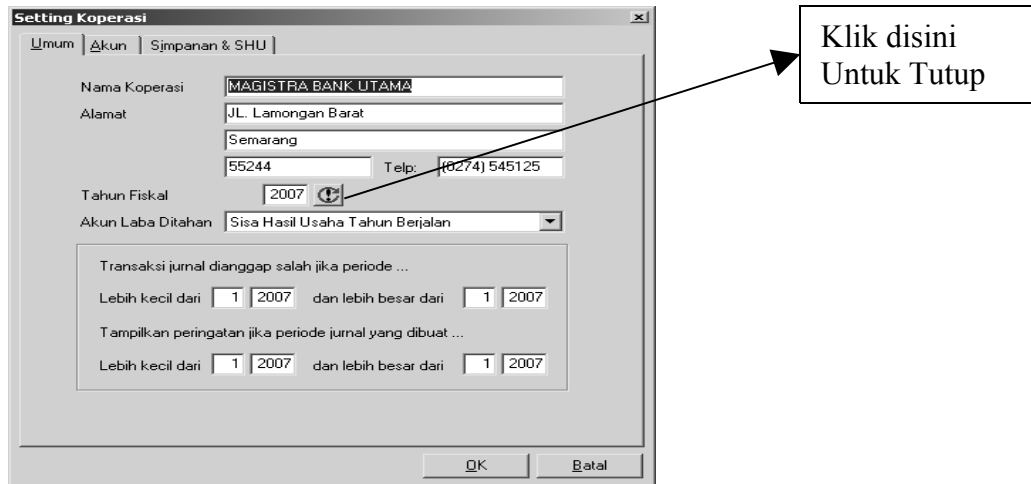 Setting Koperasi
Umum Akun Simpanan & SHU
Klik disini
Untuk Tutup
Nama Koperasi MAGISTRA BANK UTAMA
Alamat JL. Lamongan Barat
Semarang
55244 Telp: (0274) 545125
Tahun Fiskal 2007
Akun Laba Ditahan Sisa Hasil Usaha Tahun Berjalan
Transaksi jurnal dianggap salah jika periode ...
Lebih kecil dari 1 2007 dan lebih besar dari 1 2007
Tampilkan peringatan jika periode jurnal yang dibuat ...
Lebih kecil dari 1 2007 dan lebih besar dari 1 2007
OK Batal